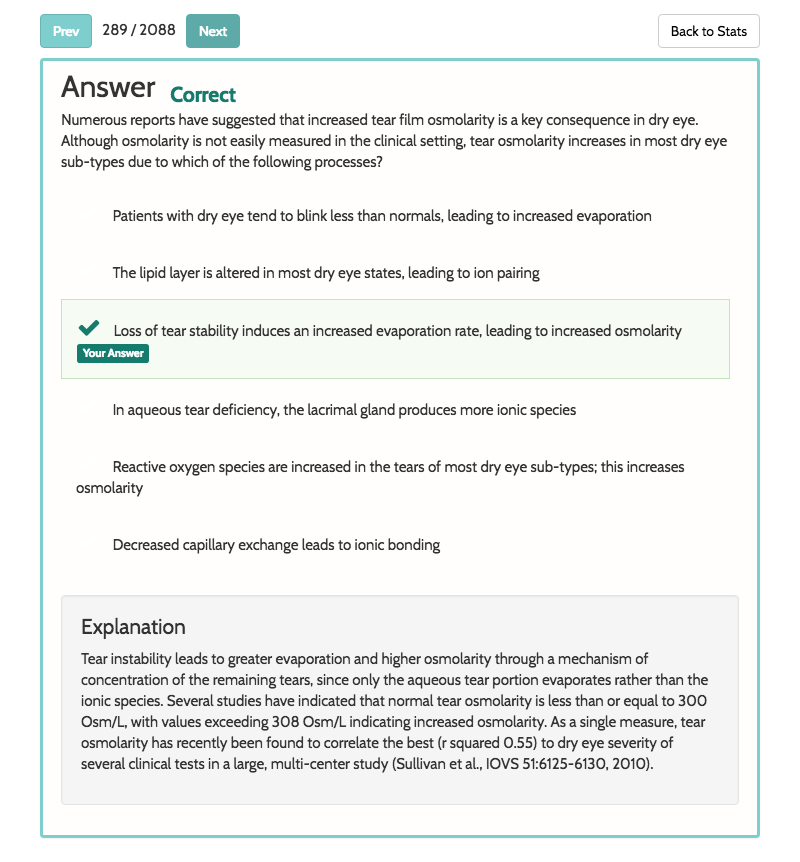 Prev 289 / 2088 Next Back to Stats
Answer Correct
Numerous reports have suggested that increased tear film osmolarity is a key consequence in dry eye.
Although osmolarity is not easily measured in the clinical setting, tear osmolarity increases in most dry eye
sub-types due to which of the following processes?
Patients with dry eye tend to blink less than normals, leading to increased evaporation
The lipid layer is altered in most dry eye states, leading to ion pairing
Loss of tear stability induces an increased evaporation rate, leading to increased osmolarity
Your Answer
In aqueous tear deficiency, the lacrimal gland produces more ionic species
Reactive oxygen species are increased in the tears of most dry eye sub-types; this increases
osmolarity
Decreased capillary exchange leads to ionic bonding
Explanation
Tear instability leads to greater evaporation and higher osmolarity through a mechanism of
concentration of the remaining tears, since only the aqueous tear portion evaporates rather than the
ionic species. Several studies have indicated that normal tear osmolarity is less than or equal to 300
Osm/L, with values exceeding 308 Osm/L indicating increased osmolarity. As a single measure, tear
osmolarity has recently been found to correlate the best (r squared 0.55) to dry eye severity of
several clinical tests in a large, multi-center study (Sullivan et al., IOVS 51:6125-6130, 2010).